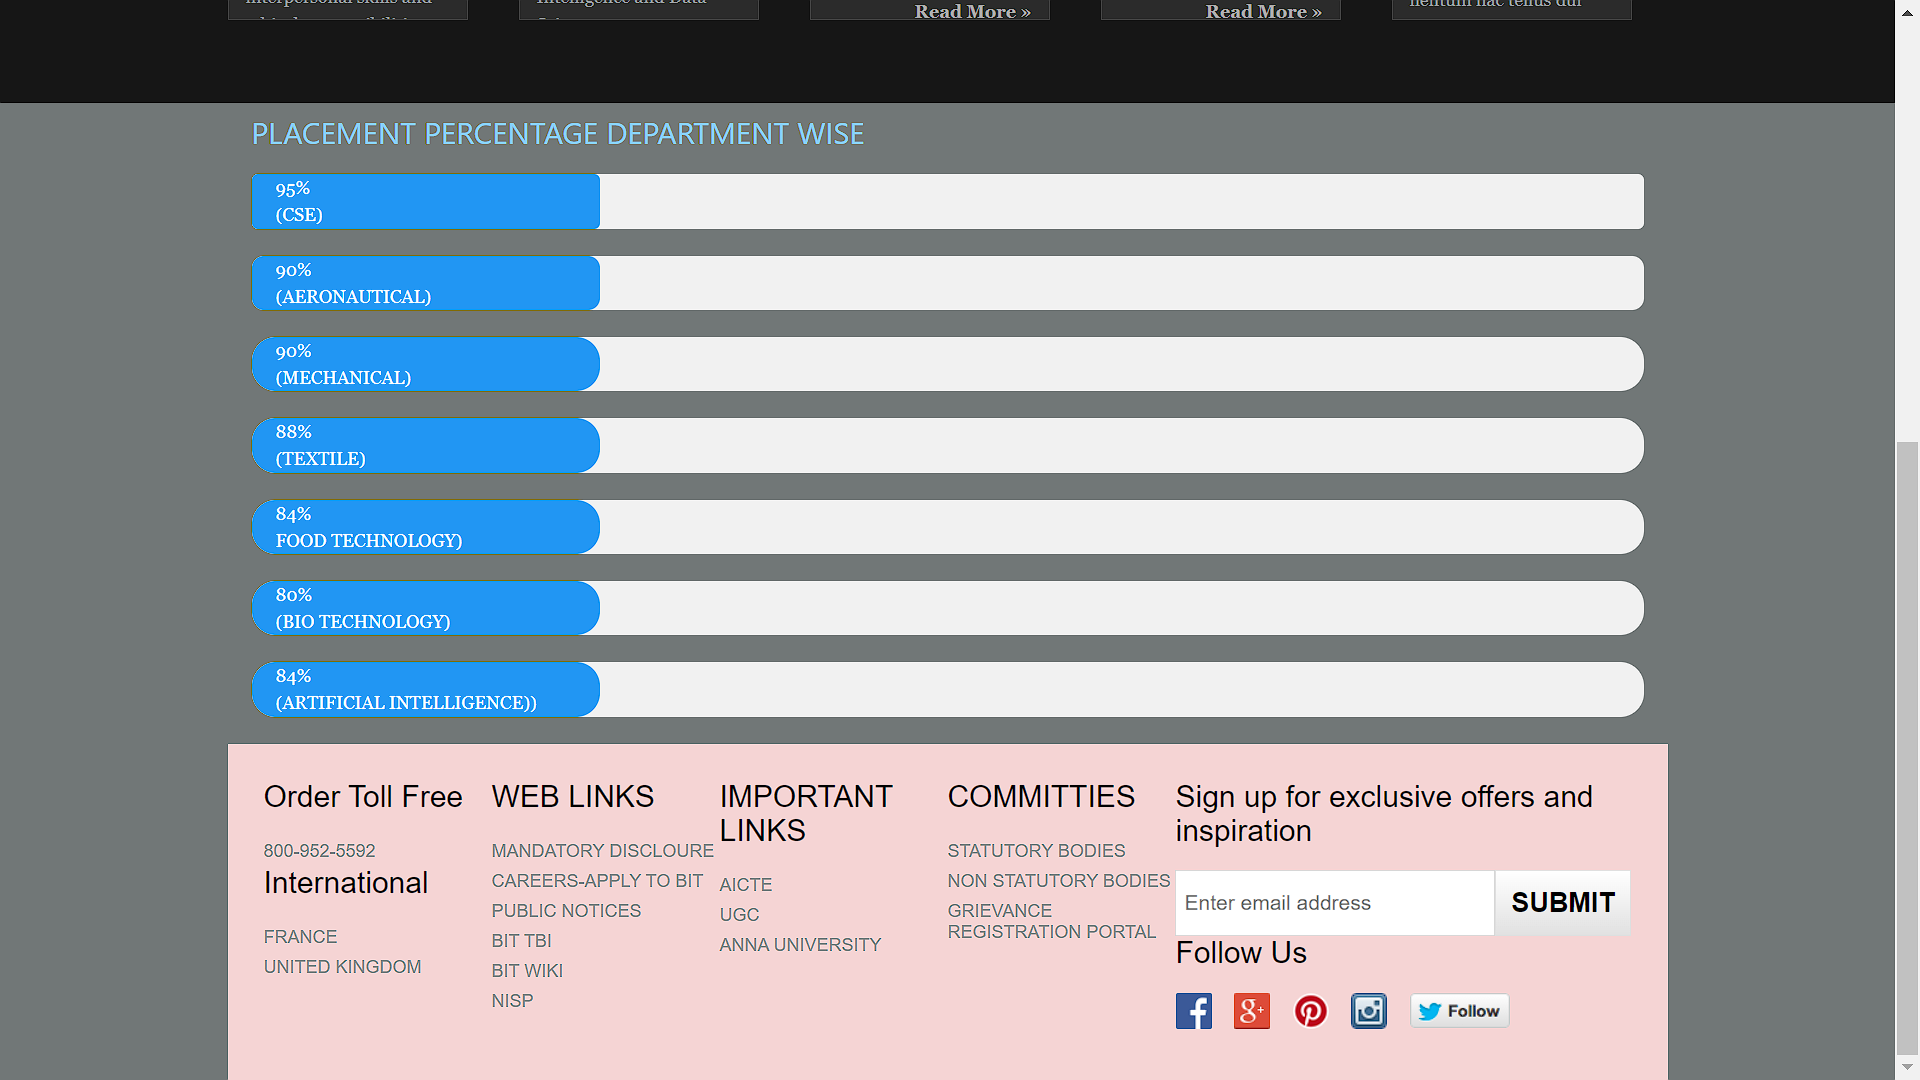 Intelligence and Data
Read More »
Read More »
PLACEMENT PERCENTAGE DEPARTMENT WISE
95%
(CSE)
90%
(AERONAUTICAL)
90%
(MECHANICAL)
88%
(TEXTILE)
84%
FOOD TECHNOLOGY)
80%
(BIO TECHNOLOGY)
84%
(ARTIFICIAL INTELLIGENCE))
Order Toll Free
800-952-5592
International
FRANCE
UNITED KINGDOM
WEB LINKS
MANDATORY DISCLOURE
CAREERS-APPLY TO BIT
PUBLIC NOTICES
BIT TBI
BIT WIKI
NISP
IMPORTANT
LINKS
AICTE
UGC
ANNA UNIVERSITY
COMMITTIES
STATUTORY BODIES
NON STATUTORY BODIES
GRIEVANCE
REGISTRATION PORTAL
Sign up for exclusive offers and
inspiration
Enter email address
SUBMIT
Follow Us
Follow